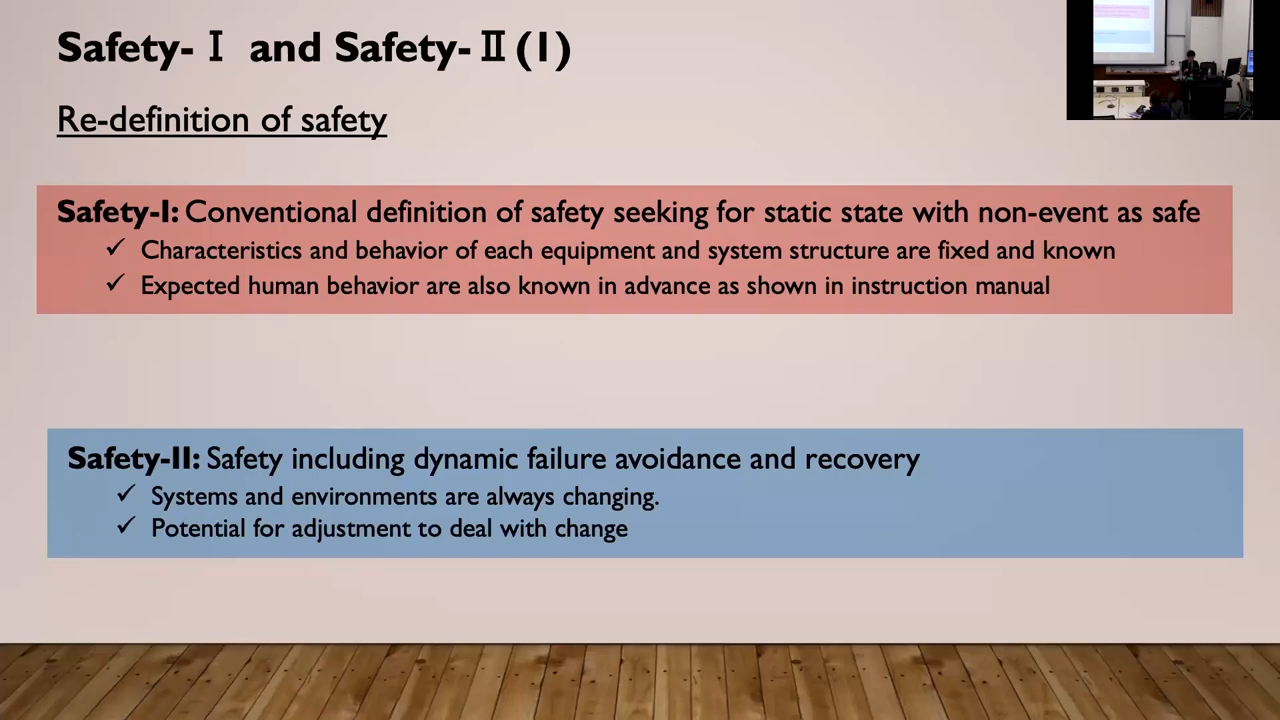 Safety-Ⅰ and Safety-Ⅱ(1)
Re-definition of safety
Safety-I: Conventional definition of safety seeking for static state with non-event as safe
✓ Characteristics and behavior of each equipment and system structure are fixed and known
✓ Expected human behavior are also known in advance as shown in instruction manual
Safety-II: Safety including dynamic failure avoidance and recovery
✓ Systems and environments are always changing.
✓ Potential for adjustment to deal with change